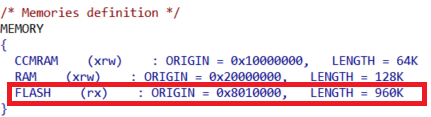 /* Memories definition */
MEMORY
{
CCMRAM (xrw) : ORIGIN = 0x10000000, LENGTH = 64K
RAM (xrw) : ORIGIN = 0x20000000, LENGTH = 128K
FLASH (rx) : ORIGIN = 0x8010000, LENGTH = 960K
}